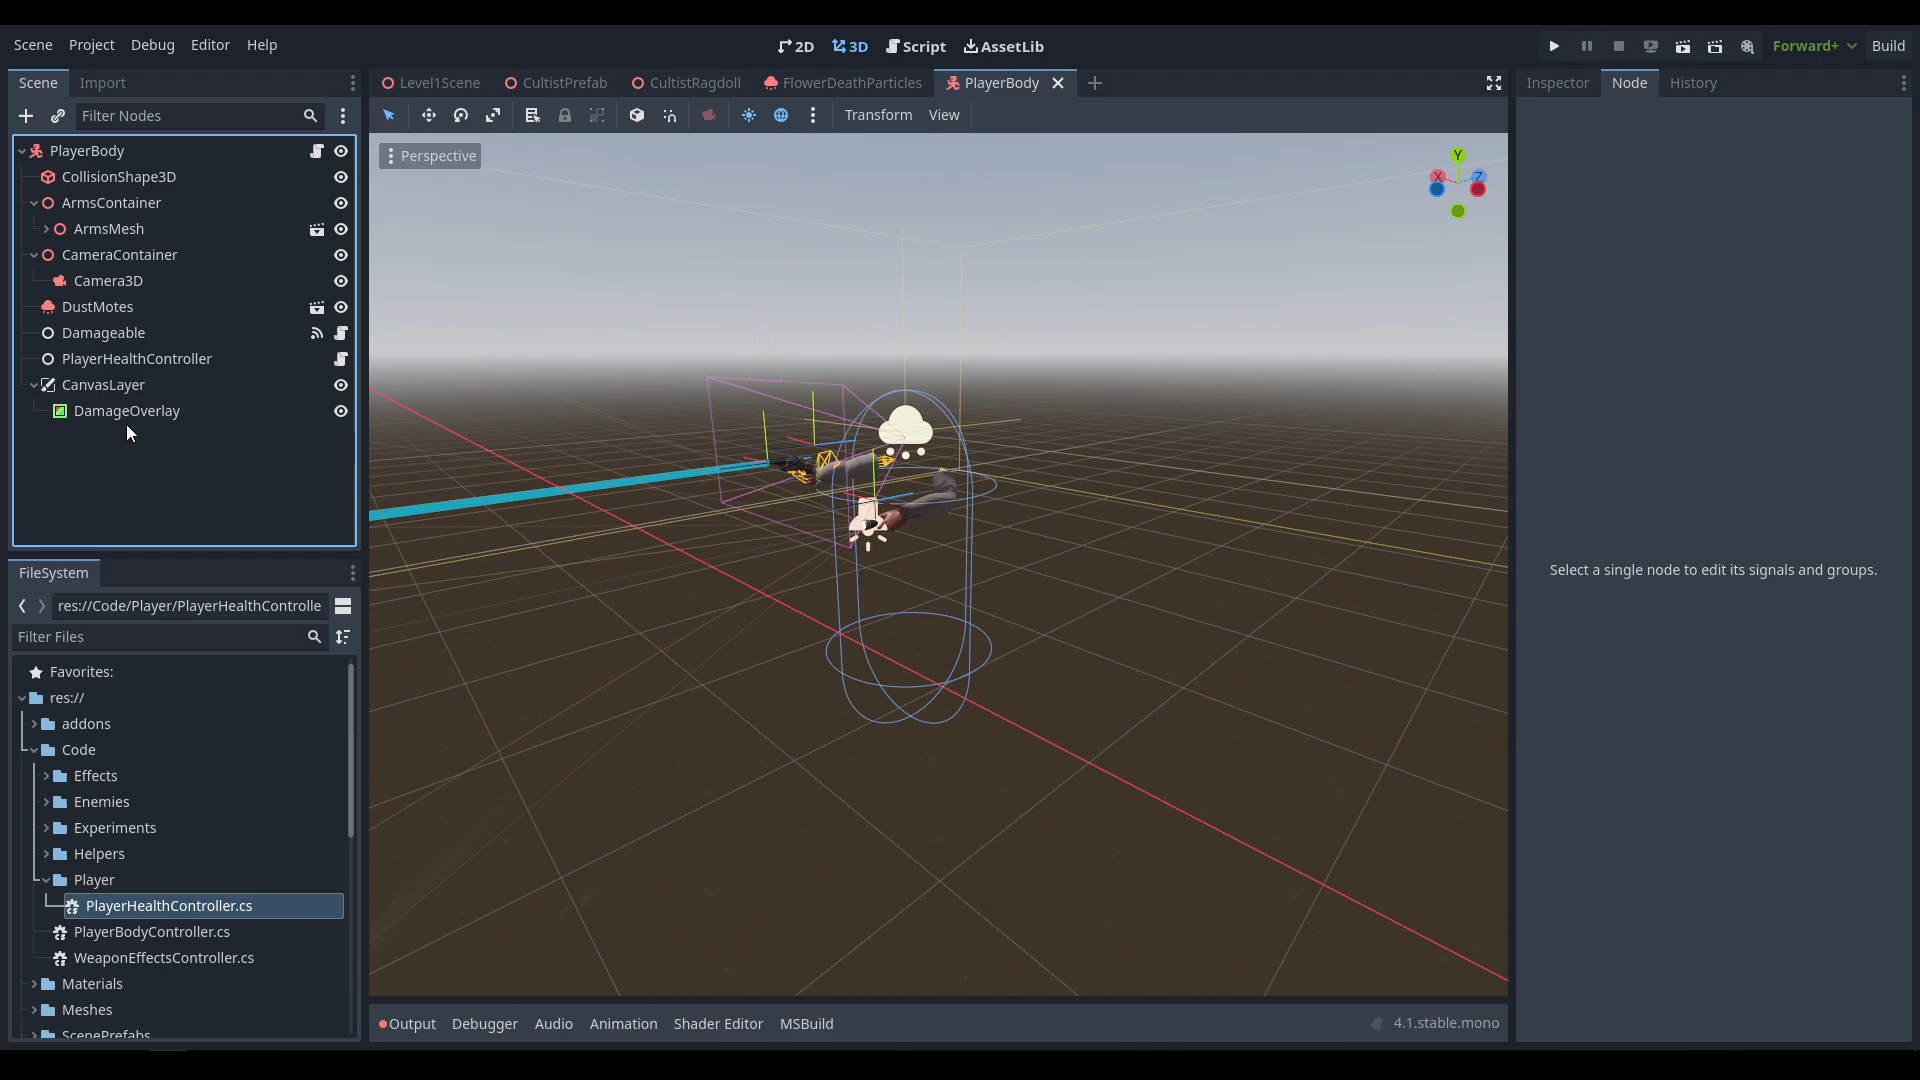 Scene Project Debug Editor Help
2D 3D Script AssetLib
Forward+ Build
Scene Import
Filter Nodes
PlayerBody
CollisionShape3D
ArmsContainer
ArmsMesh
CameraContainer
Camera3D
DustMotes
Damageable
PlayerHealthController
CanvasLayer
DamageOverlay
FileSystem
res://Code/Player/PlayerHealthControlle
Filter Files
Favorites:
res://
addons
Code
Effects
Enemies
Experiments
Helpers
Player
PlayerHealthController.cs
PlayerBodyController.cs
WeaponEffectsController.cs
Materials
Meshes
ScenePrefabs
Level1Scene CultistPrefab CultistRagdoll FlowerDeathParticles PlayerBody
Transform View
Perspective
Y
X Z
Output Debugger Audio Animation Shader Editor MSBuild
4.1.stable.mono
Inspector Node History
Select a single node to edit its signals and groups.